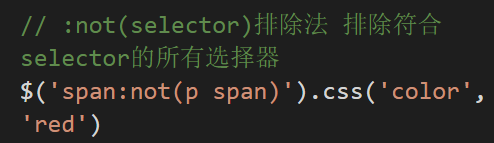 // :not(selector)排除法 排除符合
selector的所有选择器
$('span:not(p span)').css('color',
'red')